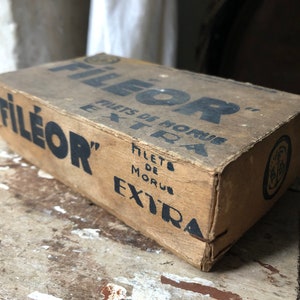 FILÉOR"
FILETS DE MORUE
EXTRA
FILÉOR"
FILETS
DE
MORUE
EXTRA